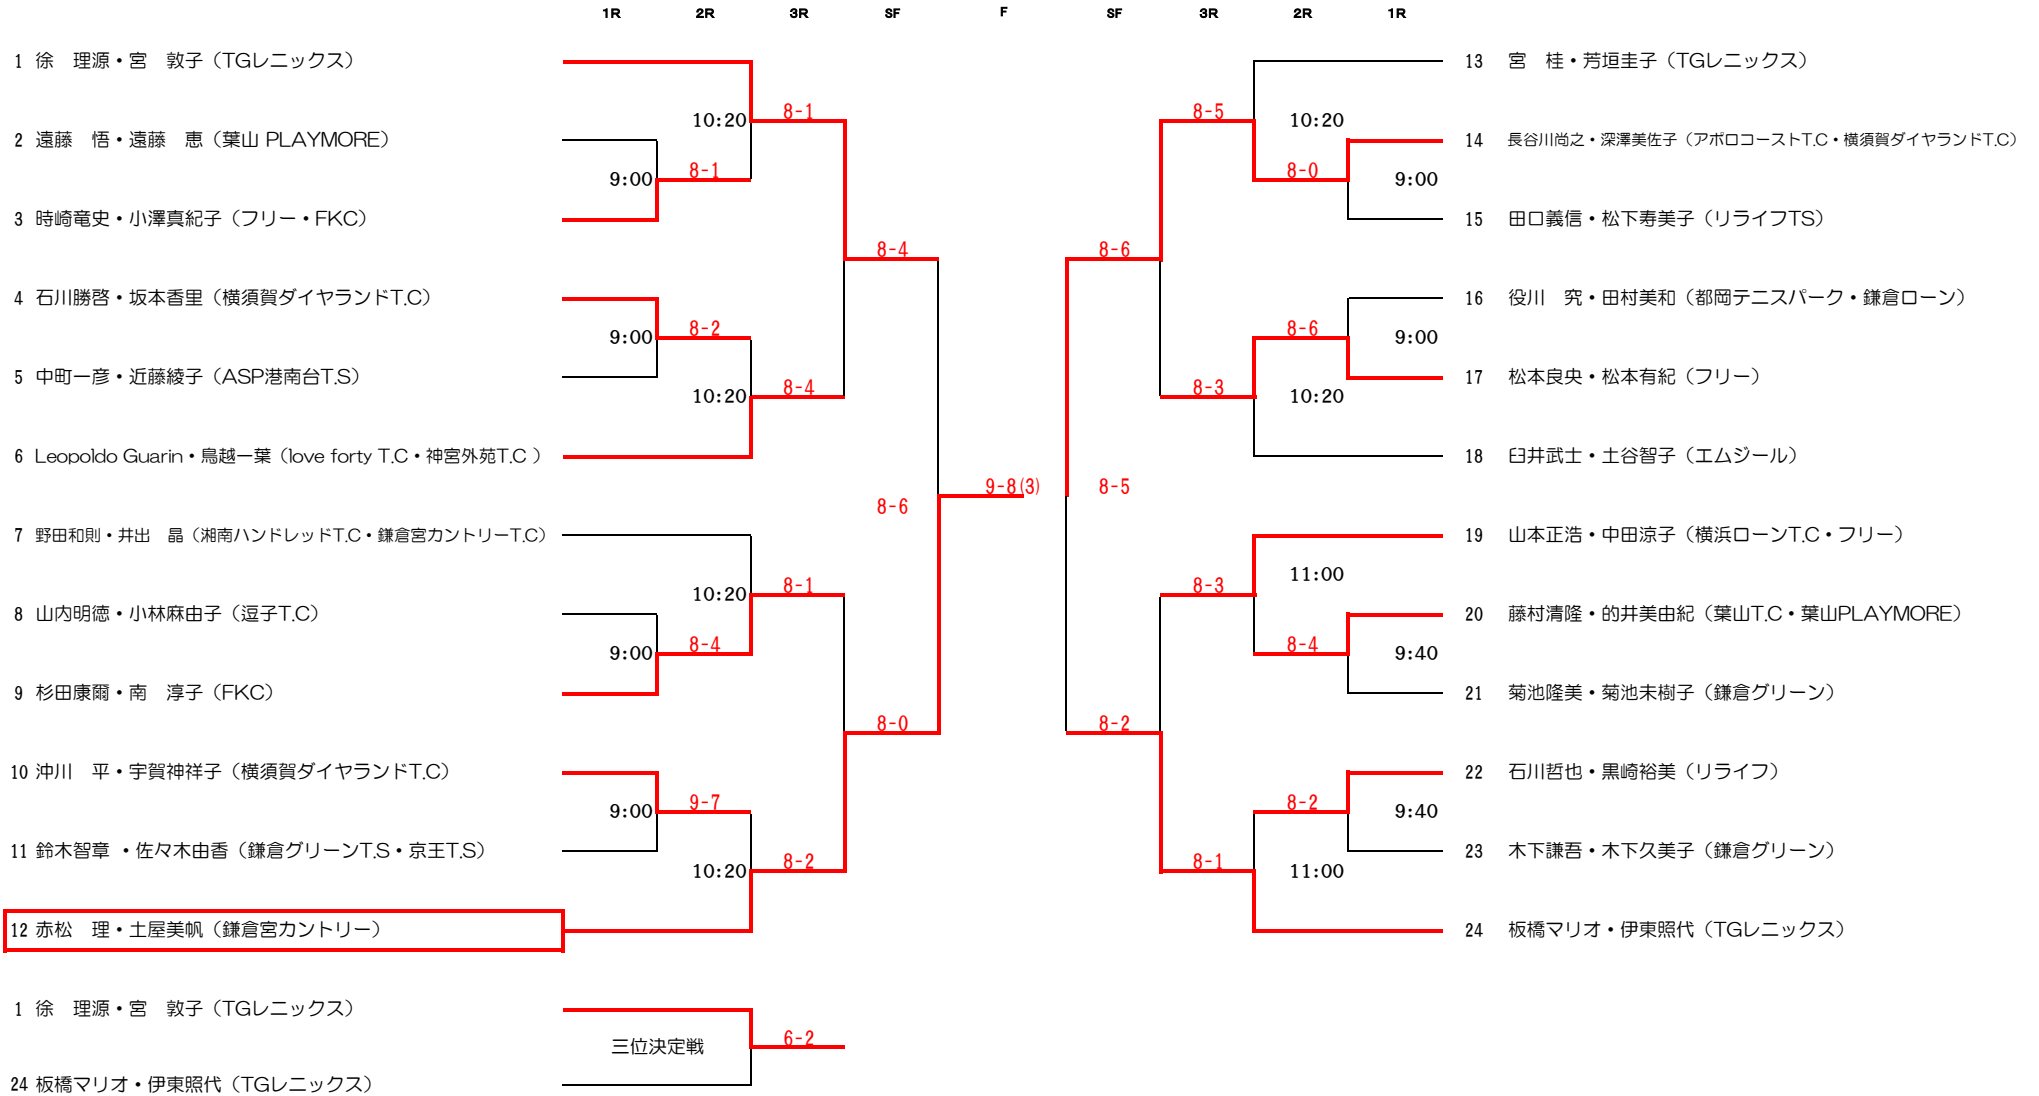 1R 2R 3R SF F SF 3R 2R 1R
1 徐　理源・宮　敦子（TGレニックス）
13 宮　桂・芳垣圭子（TGレニックス）
10:20 8-1
8-5 10:20
2 遠藤　悟・遠藤　恵（葉山 PLAYMORE）
14 長谷川尚之・深澤美佐子（アポロコーストT.C・横須賀ダイヤランドT.C）
9:00 8-1
8-0 9:00
3 時崎竜史・小澤真紀子（フリー・FKC）
15 田口義信・松下寿美子（リライフTS）
8-4
8-6
4 石川勝啓・坂本香里（横須賀ダイヤランドT.C）
16 役川　究・田村美和（都岡テニスパーク・鎌倉ローン）
9:00 8-2
8-6 9:00
5 中町一彦・近藤綾子（ASP港南台T.S）
17 松本良央・松本有紀（フリー）
10:20 8-4
8-3 10:20
6 Leopoldo Guarin・鳥越一葉（love forty T.C・神宮外苑T.C ）
18 臼井武士・土谷智子（エムジール）
8-6 9-8(3) 8-5
7 野田和則・井出　晶（湘南ハンドレッドT.C・鎌倉宮カントリーT.C）
19 山本正浩・中田涼子（横浜ローンT.C・フリー）
10:20 8-1
8-3 11:00
8 山内明徳・小林麻由子（逗子T.C）
20 藤村清隆・的井美由紀（葉山T.C・葉山PLAYMORE）
9:00 8-4
8-4 9:40
9 杉田康爾・南　淳子（FKC）
21 菊池隆美・菊池未樹子（鎌倉グリーン）
8-0
8-2
10 沖川　平・宇賀神祥子（横須賀ダイヤランドT.C）
22 石川哲也・黒崎裕美（リライフ）
9:00 9-7
8-2 9:40
11 鈴木智章 ・佐々木由香（鎌倉グリーンT.S・京王T.S）
23 木下謙吾・木下久美子（鎌倉グリーン）
10:20 8-2
8-1 11:00
12 赤松　理・土屋美帆（鎌倉宮カントリー）
24 板橋マリオ・伊東照代（TGレニックス）
1 徐　理源・宮　敦子（TGレニックス）
三位決定戦 6-2
24 板橋マリオ・伊東照代（TGレニックス）